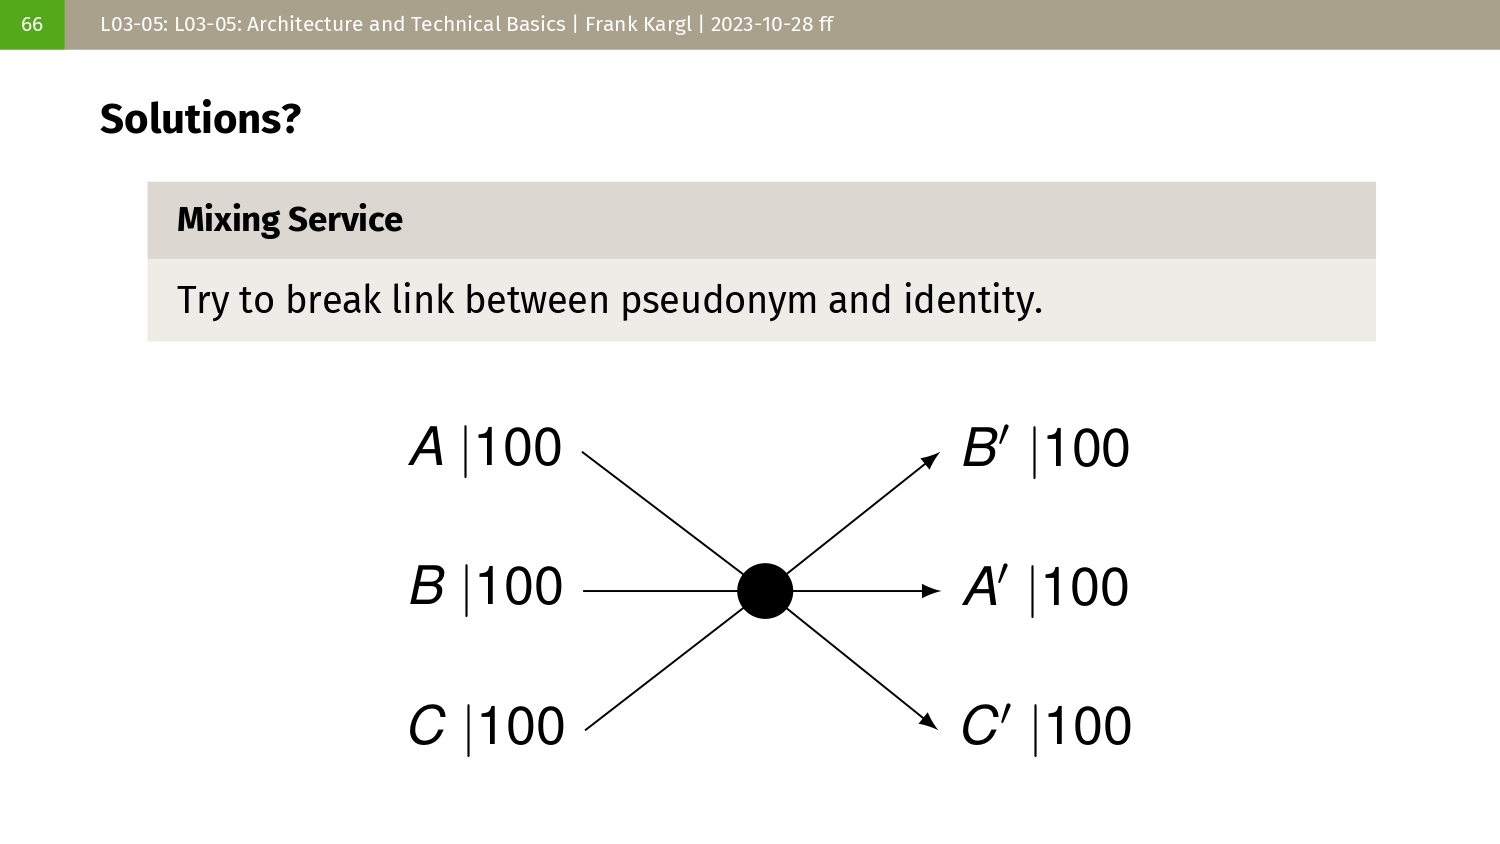 66 L03-05: L03-05: Architecture and Technical Basics | Frank Kargl | 2023-10-28 ff
Solutions?
Mixing Service
Try to break link between pseudonym and identity.
A |100 B′ |100
B |100 A′ |100
C |100 C′ |100